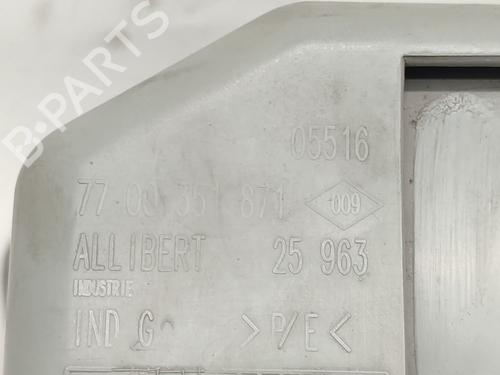 B-PARTS
05516
77 00 351 871
009
ALLIBERT 25 963
INDUSTRIE
IND G >P/E<